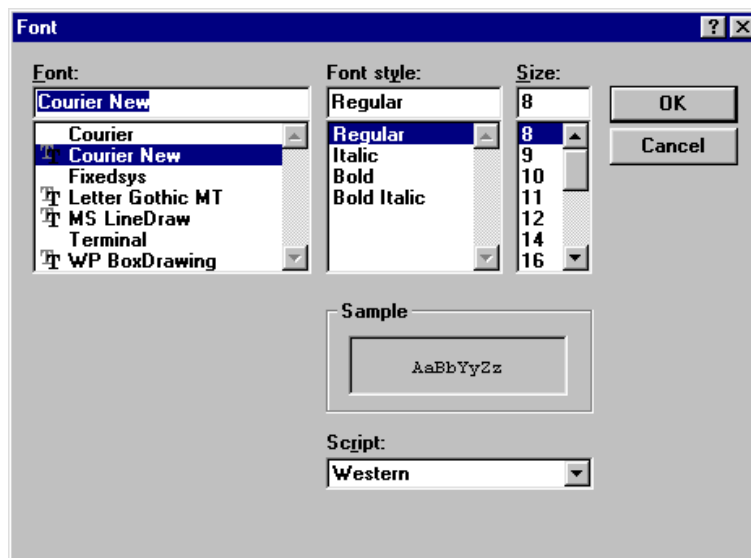 Font
Font:
Courier New
Courier
Courier New
Fixedsys
Letter Gothic MT
MS LineDraw
Terminal
WP BoxDrawing
Font style:
Regular
Regular
Italic
Bold
Bold Italic
Size:
8
8
9
10
11
12
14
16
OK
Cancel
Sample
AaBbYyZz
Script:
Western